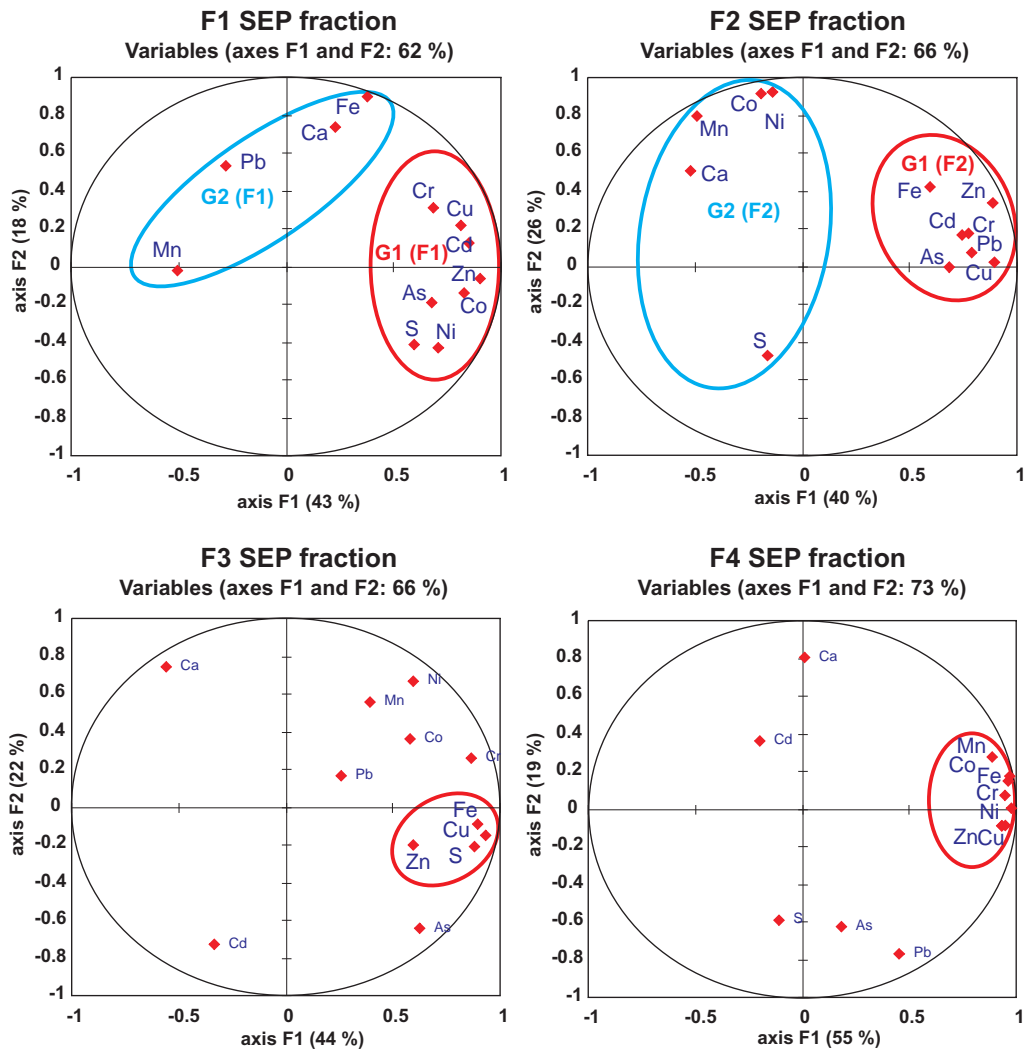 F1 SEP fraction
Variables (axes F1 and F2: 62 %)
1
0.8
0.6
0.4
0.2
0
-0.2
-0.4
-0.6
-0.8
-1
axis F2 (18 %)
Fe
Ca
Pb
G2 (F1)
Mn
Cr
Cu
Cd
G1 (F1)
Zn
As
Co
S
Ni
-1
-0.5
0
0.5
1
axis F1 (43 %)
F2 SEP fraction
Variables (axes F1 and F2: 66 %)
1
0.8
0.6
0.4
0.2
0
-0.2
-0.4
-0.6
-0.8
-1
axis F2 (26 %)
Co
Mn
Ni
Ca
G2 (F2)
S
G1 (F2)
Fe
Zn
Cd
Cr
As
Pb
Cu
-1
-0.5
0
0.5
1
axis F1 (40 %)
F3 SEP fraction
Variables (axes F1 and F2: 66 %)
1
0.8
0.6
0.4
0.2
0
-0.2
-0.4
-0.6
-0.8
-1
axis F2 (22 %)
Ca
Ni
Mn
Co
Cr
Pb
Fe
Cu
Zn
S
As
Cd
-1
-0.5
0
0.5
1
axis F1 (44 %)
F4 SEP fraction
Variables (axes F1 and F2: 73 %)
1
0.8
0.6
0.4
0.2
0
-0.2
-0.4
-0.6
-0.8
-1
axis F2 (19 %)
Ca
Cd
Mn
Co
Fe
Cr
Ni
Zn
Cu
S
As
Pb
-1
-0.5
0
0.5
1
axis F1 (55 %)